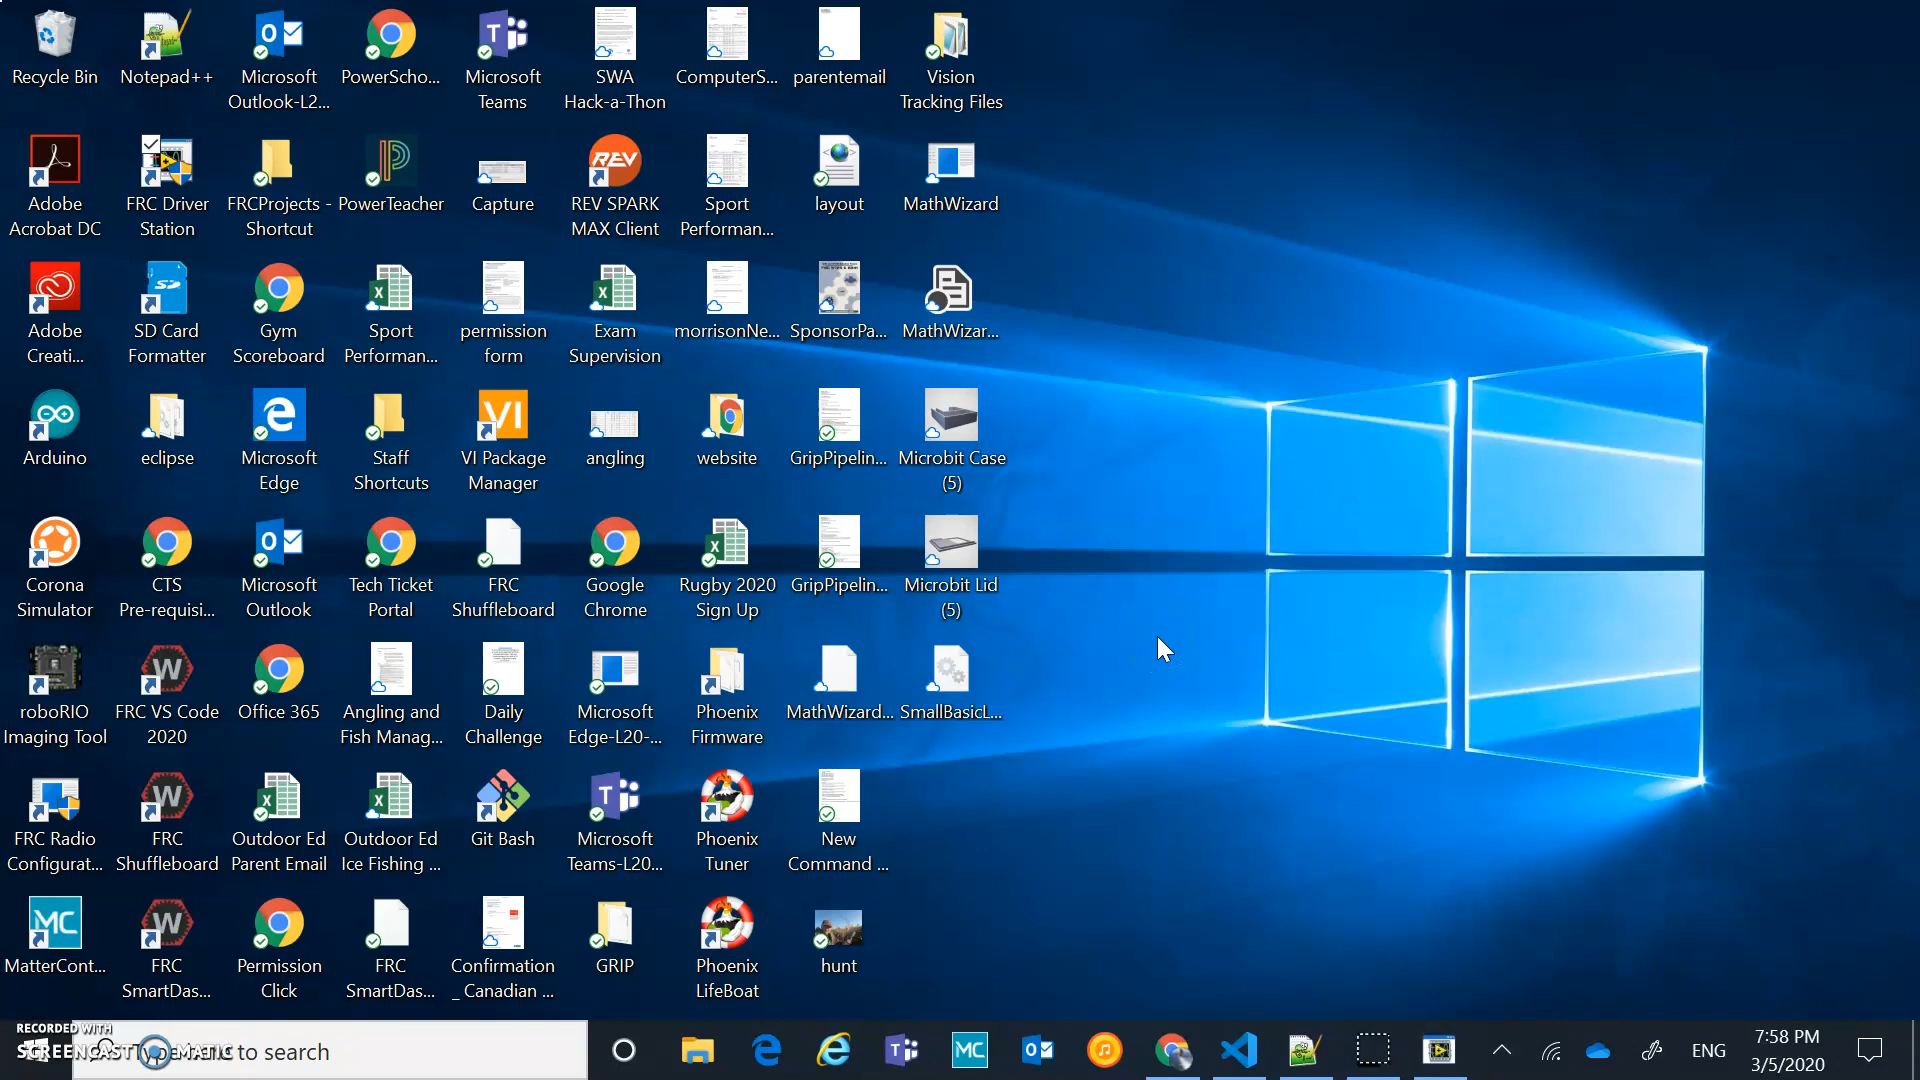 Recycle Bin
Notepad++
Microsoft
Outlook-L2...
PowerScho...
Microsoft
Teams
SWA
Hack-a-Thon
ComputerS...
parentemail
Vision
Tracking Files
Adobe
Acrobat DC
FRC Driver
Station
FRCProjects -
Shortcut
PowerTeacher
Capture
REV
REV SPARK
MAX Client
Sport
Performan...
layout
MathWizard
Adobe
Creati...
SD Card
Formatter
Gym
Scoreboard
Sport
Performan...
permission
form
Exam
Supervision
morrisonNe...
SponsorPa...
MathWizar...
Arduino
eclipse
Microsoft
Edge
Staff
Shortcuts
VI
VI Package
Manager
angling
website
GripPipelin...
Microbit Case
(5)
Corona
Simulator
CTS
Pre-requisi...
Microsoft
Outlook
Tech Ticket
Portal
FRC
Shuffleboard
Google
Chrome
Rugby 2020
Sign Up
GripPipelin...
Microbit Lid
(5)
roboRIO
Imaging Tool
FRC VS Code
2020
Office 365
Angling and
Fish Manag...
Daily
Challenge
Microsoft
Edge-L20-...
Phoenix
Firmware
MathWizard...
SmallBasicL...
FRC Radio
Configurat...
FRC
Shuffleboard
Outdoor Ed
Parent Email
Outdoor Ed
Ice Fishing ...
Git Bash
Microsoft
Teams-L20...
Phoenix
Tuner
New
Command ...
MC
MatterCont...
FRC
SmartDas...
Permission
Click
FRC
SmartDas...
Confirmation
_ Canadian ...
GRIP
Phoenix
LifeBoat
hunt
RECORDED WITH
SCREENCAST MATIC
Type here to search
MC
ENG
7:58 PM
3/5/2020